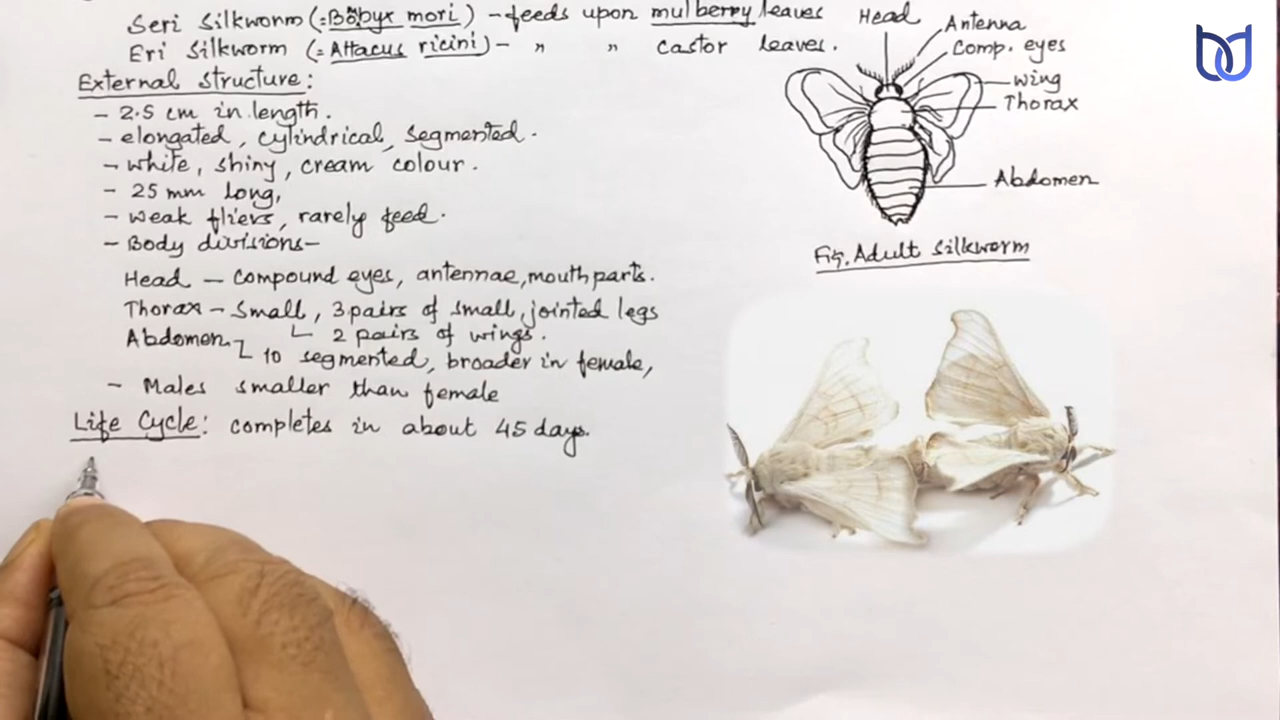 Seri Silkworm (=Bombyx mori) - feeds upon mulberry leaves
Eri Silkworm (= Attacus ricini) - " " castor leaves.
External structure:
- 2.5 cm in length.
- elongated, cylindrical, segmented.
- white, shiny, cream colour.
- 25 mm long,
- weak fliers, rarely feed.
- Body divisions-
Head - compound eyes, antennae, mouth parts.
Thorax - small, 3 pairs of small, jointed legs
2 pairs of wings.
Abdomen
10 segmented, broader in female,
- Males smaller than female
Life Cycle: completes in about 45 days.
Head
Antenna
Comp. eyes
wing
Thorax
Abdomen
Fig. Adult silkworm